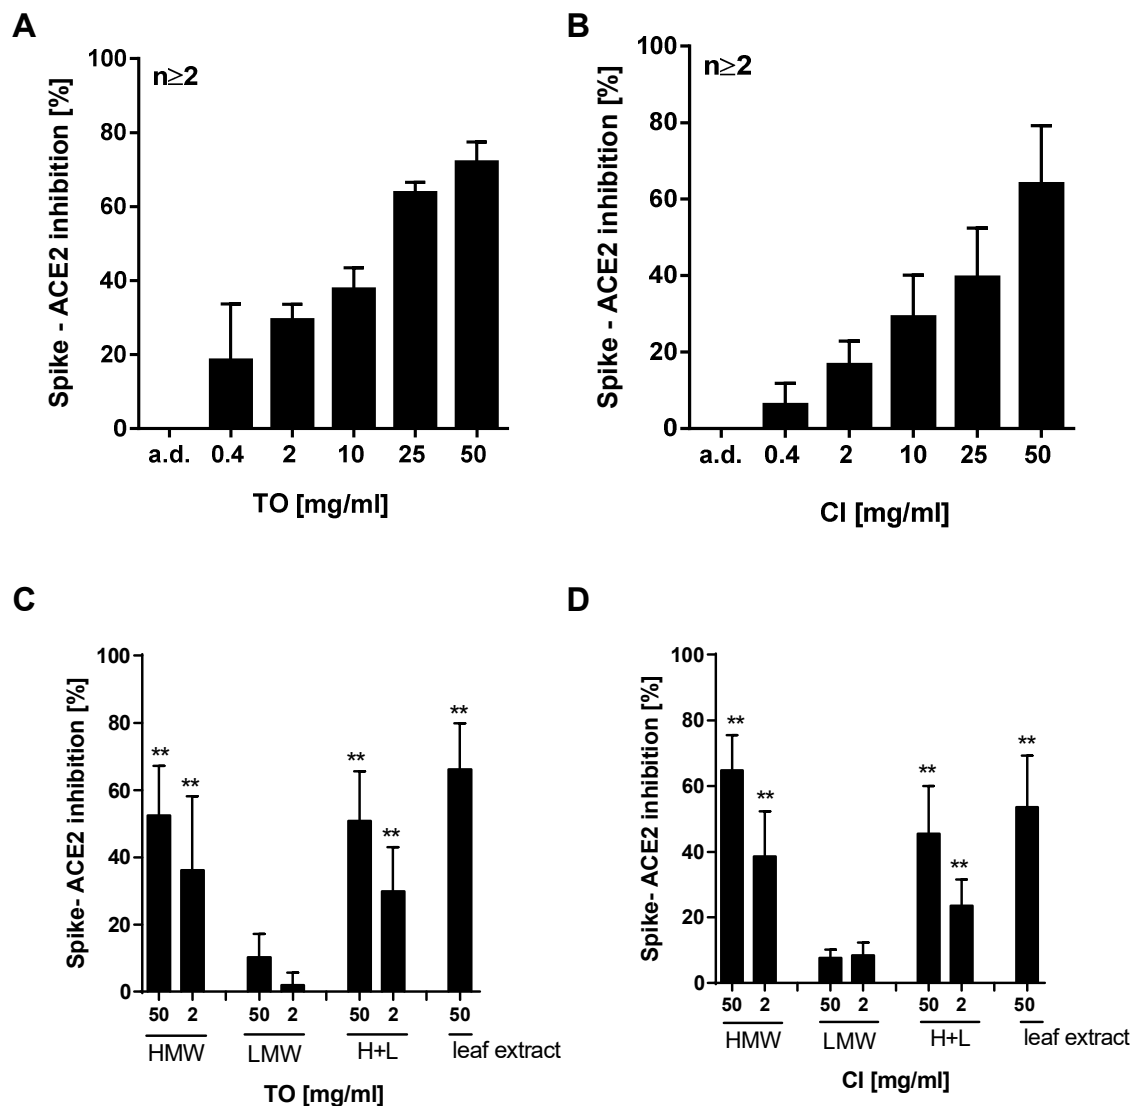 A
Spike - ACE2 inhibition [%]
n≥2
100
80
60
40
20
0
a.d. 0.4 2 10 25 50
TO [mg/ml]
B
Spike - ACE2 inhibition [%]
n≥2
100
80
60
40
20
0
a.d. 0.4 2 10 25 50
CI [mg/ml]
C
Spike- ACE2 inhibition [%]
100
80
60
40
20
0
** ** ** ** **
50 2 50 2 50 2 50
HMW LMW H+L leaf extract
TO [mg/ml]
D
Spike- ACE2 inhibition [%]
100
80
60
40
20
0
** ** ** ** **
50 2 50 2 50 2 50
HMW LMW H+L leaf extract
CI [mg/ml]